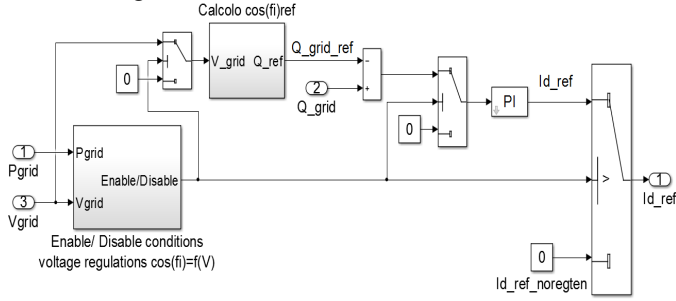 Calcolo cos(fi)ref
V_grid Q_ref
Q_grid_ref
0
-
+
2
Q_grid
PI
Id_ref
0
1
Pgrid
Pgrid
Enable/Disable
3
Vgrid
Vgrid
>
1
Id_ref
Enable/ Disable conditions
voltage regulations cos(fi)=f(V)
0
Id_ref_noregten